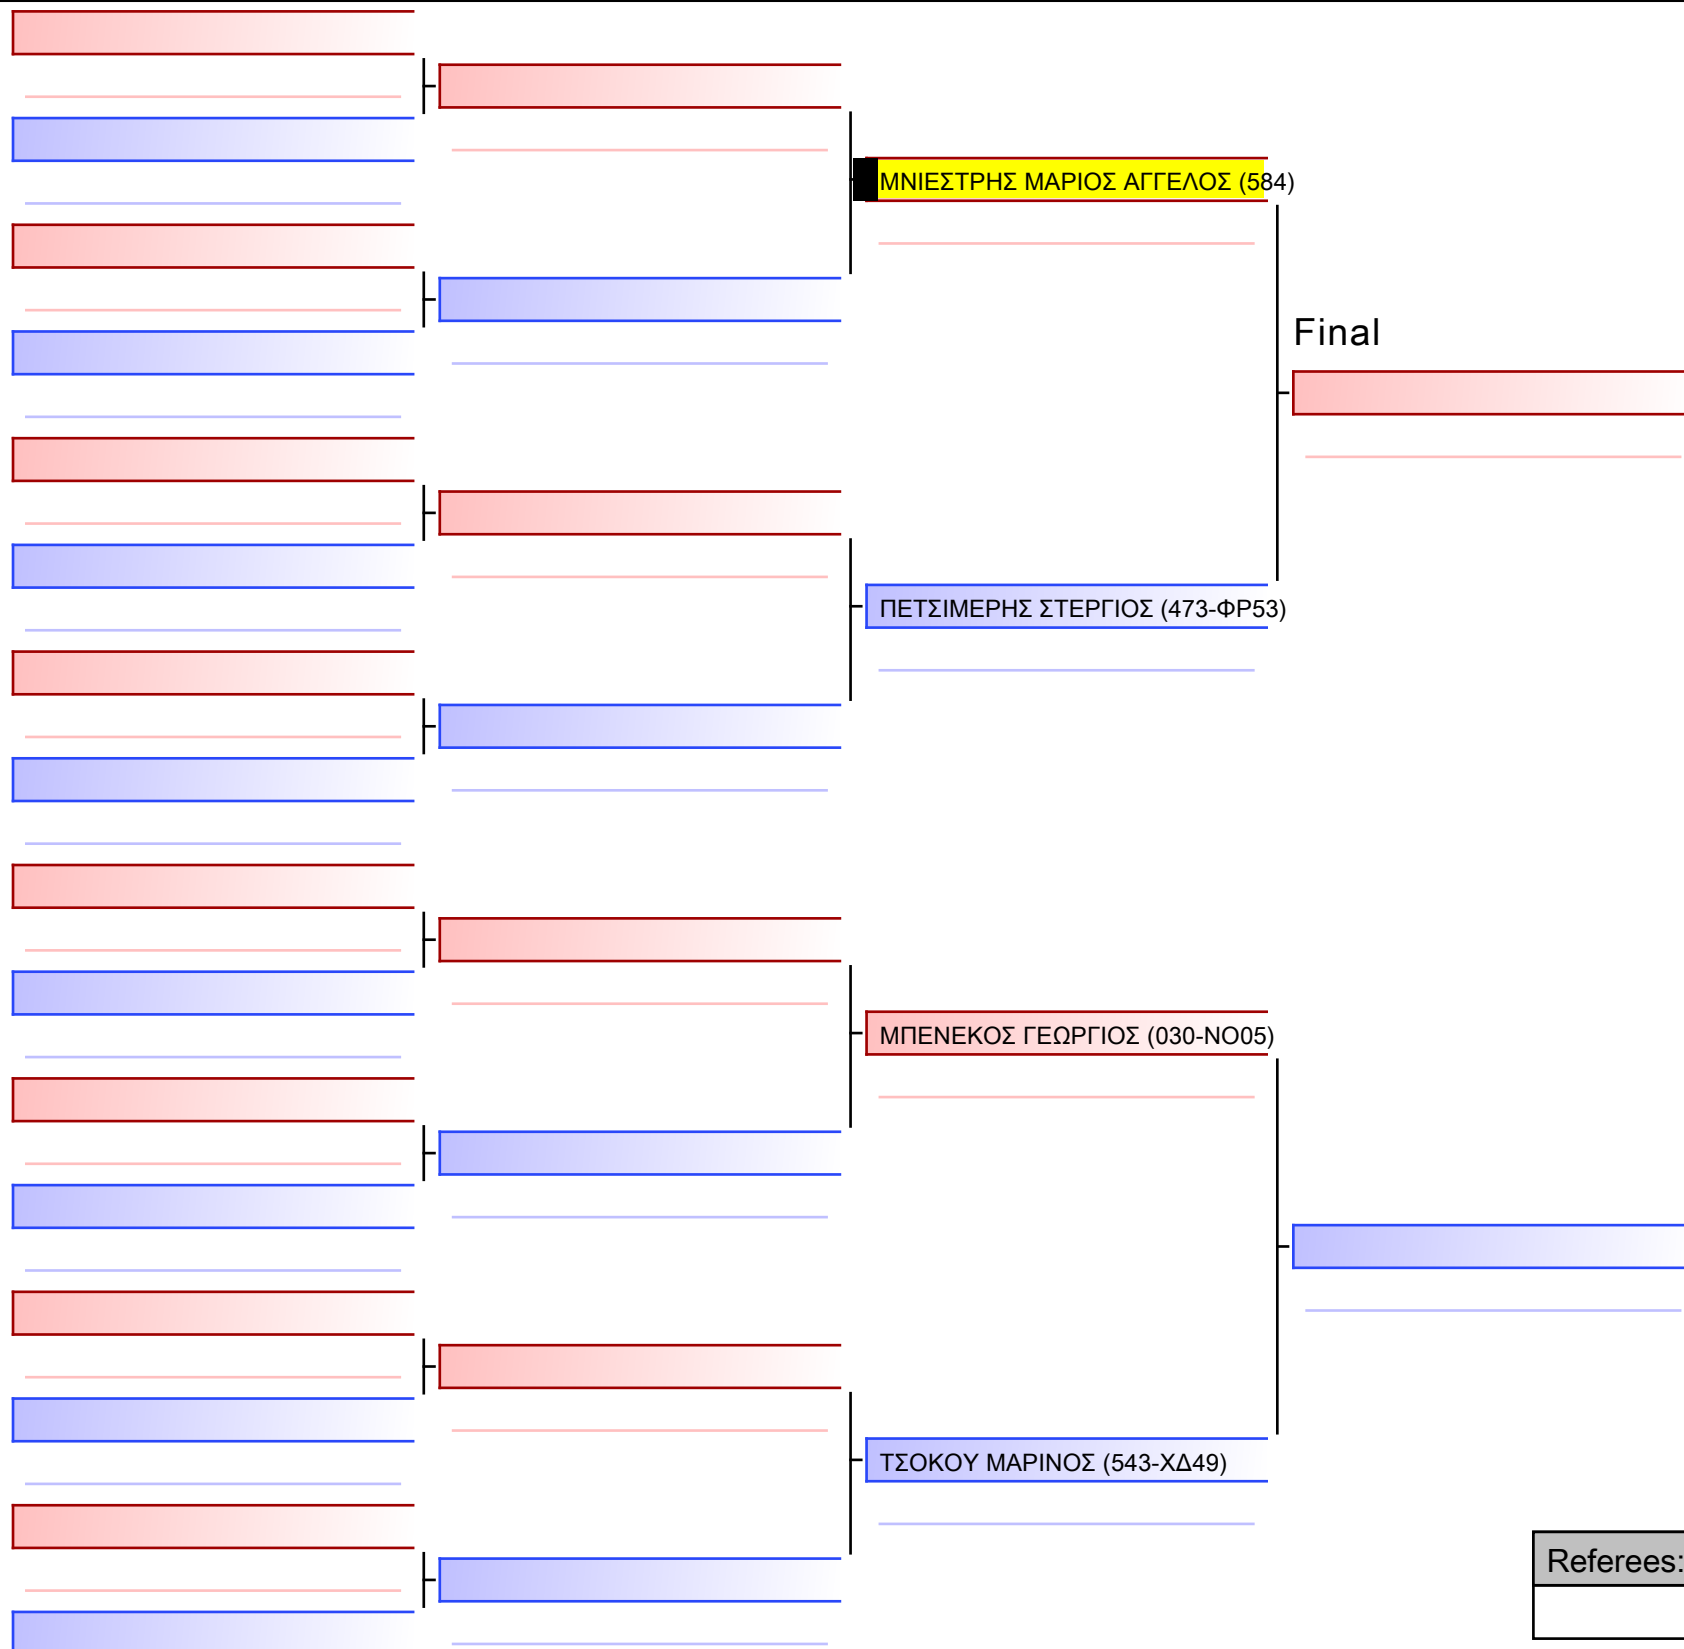 ΜΝΙΕΣΤΡΗΣ ΜΑΡΙΟΣ ΑΓΓΕΛΟΣ (584)
Final
ΠΕΤΣΙΜΕΡΗΣ ΣΤΕΡΓΙΟΣ (473-ΦΡ53)
ΜΠΕΝΕΚΟΣ ΓΕΩΡΓΙΟΣ (030-ΝΟ05)
ΤΣΟΚΟΥ ΜΑΡΙΝΟΣ (543-ΧΔ49)
Referees: